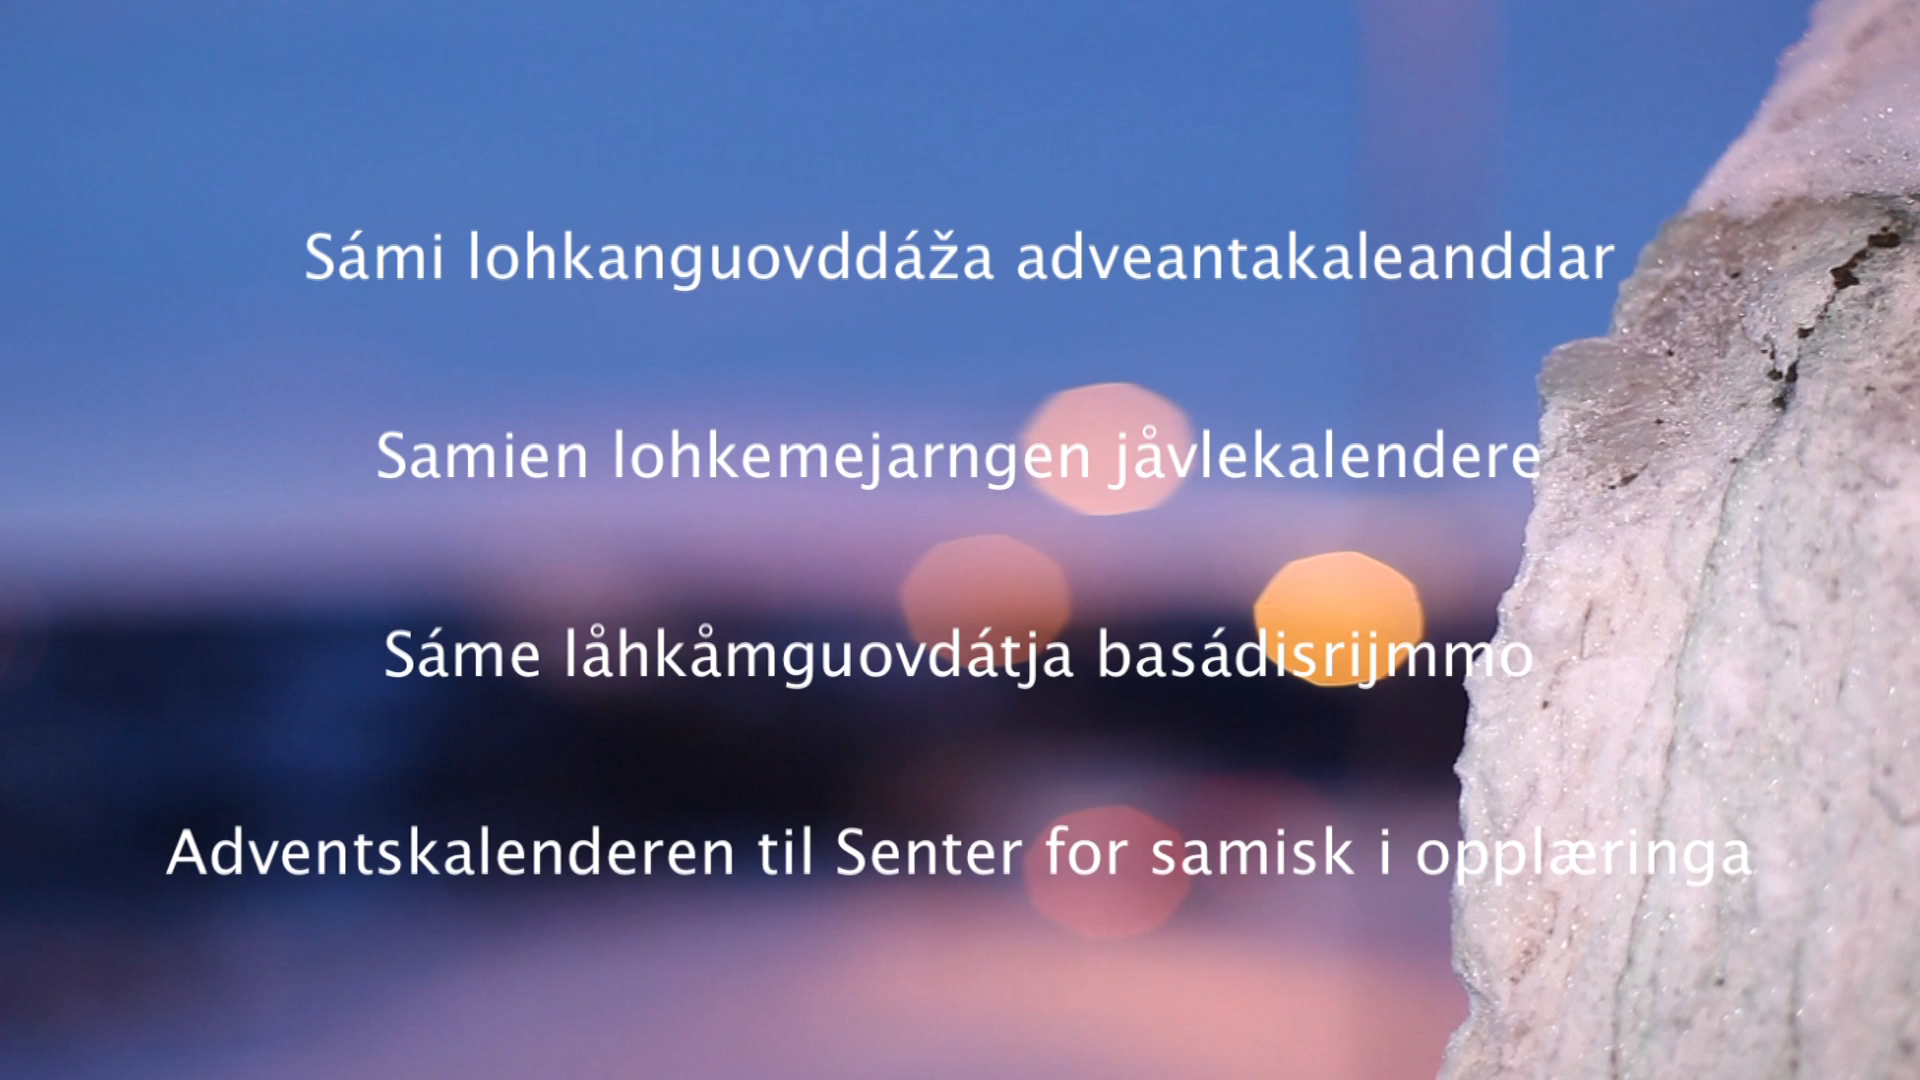 Sámi lohkanguovddáža adveantakaleanddar
Samien lohkemejarngen jåvlekalendere
Sáme låhkåmguovdátja basádisrijmmo
Adventskalenderen til Senter for samisk i opplæringa